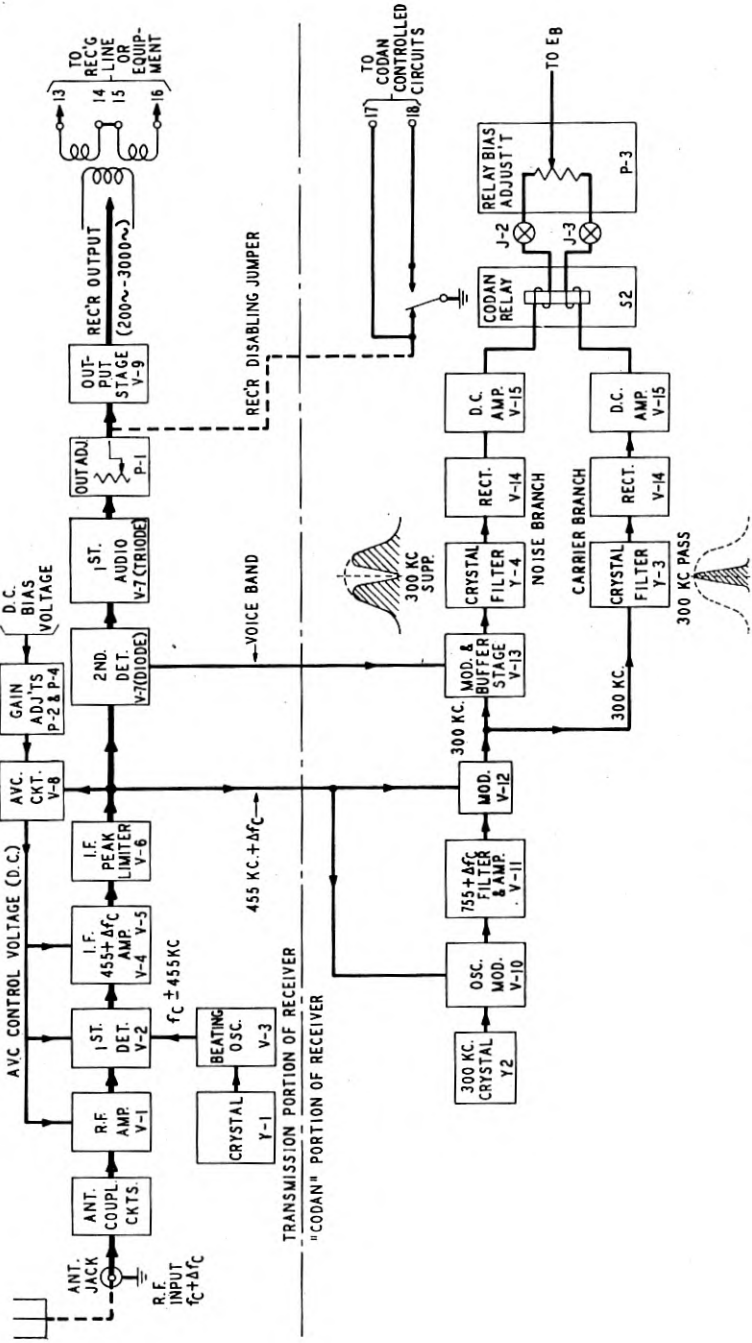 AVC CONTROL VOLTAGE (D.C.)
D.C.
BIAS
VOLTAGE
GAIN
ADJ'TS
P-2 & P-4
AVC.
CKT.
V-8
ANT.
JACK
R.F.
INPUT
fC+ΔfC
ANT.
COUPL.
CKTS.
R.F.
AMP.
V-1
1ST.
DET.
V-2
I.F.
455+ΔfC
AMP.
V-4 V-5
I.F.
PEAK
LIMITER
V-6
2ND.
DET.
V-7(DIODE)
1ST.
AUDIO
V-7(TRIODE)
OUT ADJ.
P-1
OUT-
PUT
STAGE
V-9
REC'R OUTPUT
(200~-3000~)
13
14
15
16
TO
REC'G
LINE
OR
EQUIP-
MENT
fC ± 455KC
BEATING
OSC.
V-3
CRYSTAL
Y-1
455 KC.+ΔfC
VOICE BAND
REC'R DISABLING JUMPER
TRANSMISSION PORTION OF RECEIVER
"CODAN" PORTION OF RECEIVER
17
18
TO
CODAN
CONTROLLED
CIRCUITS
300 KC.
CRYSTAL
Y2
OSC.
MOD.
V-10
755+ΔfC
FILTER
& AMP.
V-11
MOD.
V-12
300 KC.
MOD. &
BUFFER
STAGE
V-13
300 KC
SUPP.
CRYSTAL
FILTER
Y-4
RECT.
V-14
D.C.
AMP.
V-15
NOISE BRANCH
CARRIER BRANCH
300 KC.
CRYSTAL
FILTER
Y-3
RECT.
V-14
D.C.
AMP.
V-15
300 KC PASS
CODAN
RELAY
S2
J-2
J-3
RELAY BIAS
ADJUST'T
P-3
TO EB